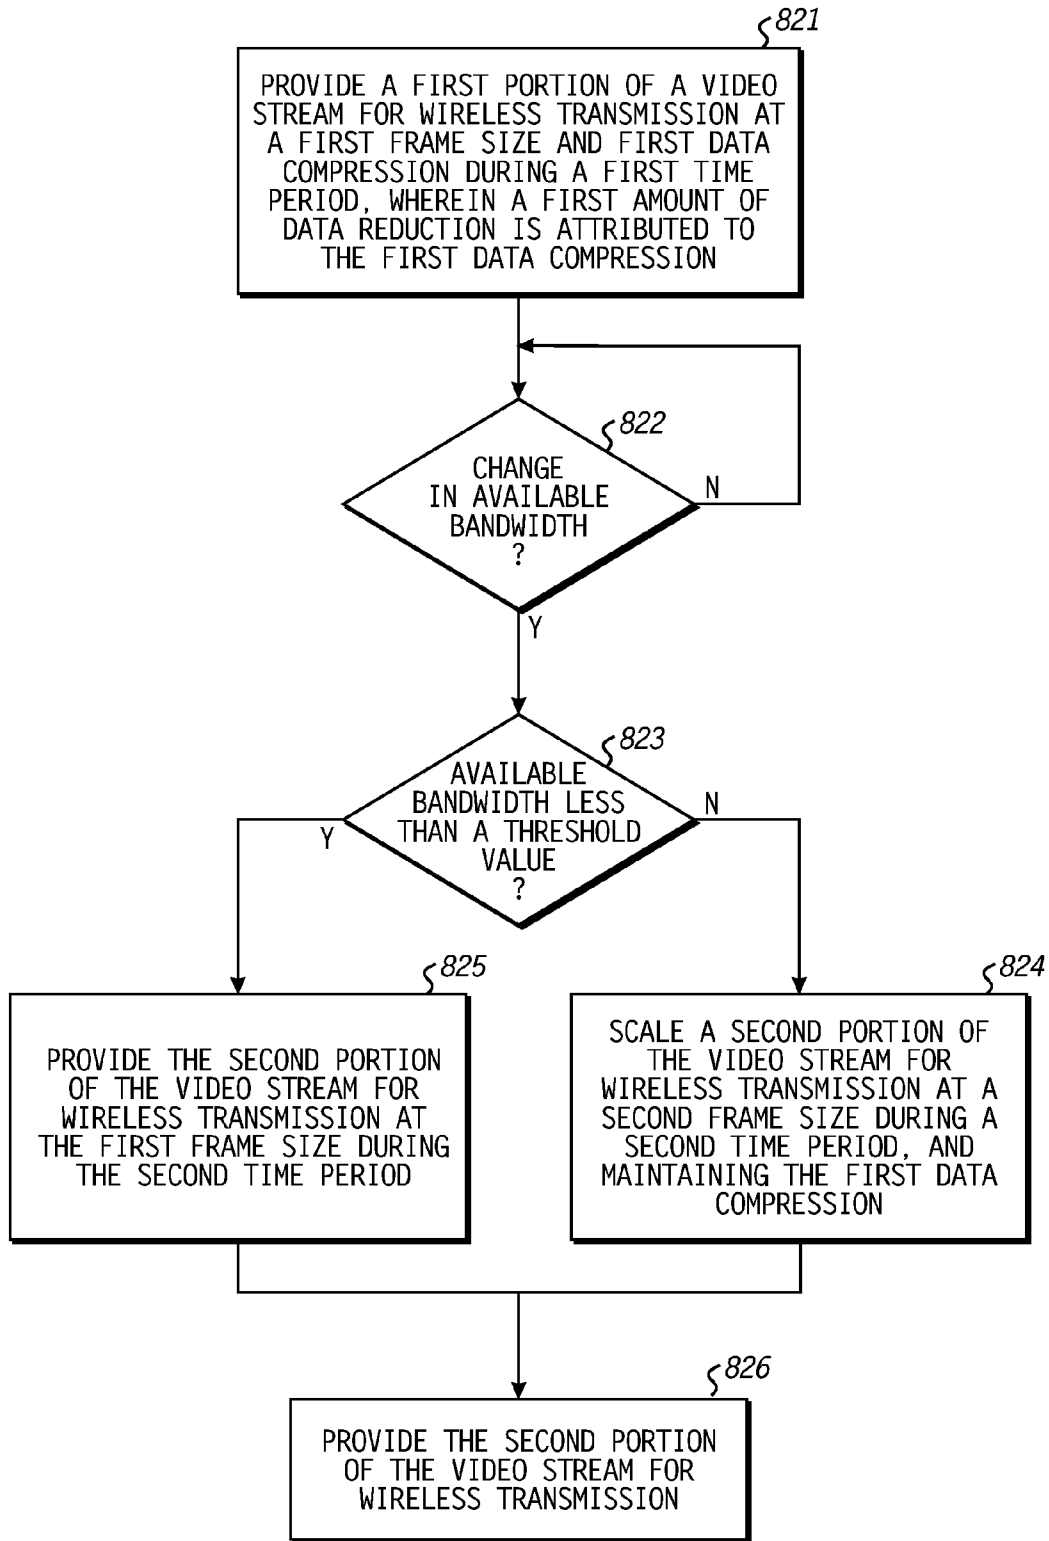 821
PROVIDE A FIRST PORTION OF A VIDEO
STREAM FOR WIRELESS TRANSMISSION AT
A FIRST FRAME SIZE AND FIRST DATA
COMPRESSION DURING A FIRST TIME
PERIOD, WHEREIN A FIRST AMOUNT OF
DATA REDUCTION IS ATTRIBUTED TO
THE FIRST DATA COMPRESSION
822
CHANGE
IN AVAILABLE
BANDWIDTH
?
N
Y
823
AVAILABLE
BANDWIDTH LESS
THAN A THRESHOLD
VALUE
?
Y
N
825
PROVIDE THE SECOND PORTION
OF THE VIDEO STREAM FOR
WIRELESS TRANSMISSION AT
THE FIRST FRAME SIZE DURING
THE SECOND TIME PERIOD
824
SCALE A SECOND PORTION OF
THE VIDEO STREAM FOR
WIRELESS TRANSMISSION AT A
SECOND FRAME SIZE DURING A
SECOND TIME PERIOD, AND
MAINTAINING THE FIRST DATA
COMPRESSION
826
PROVIDE THE SECOND PORTION
OF THE VIDEO STREAM FOR
WIRELESS TRANSMISSION